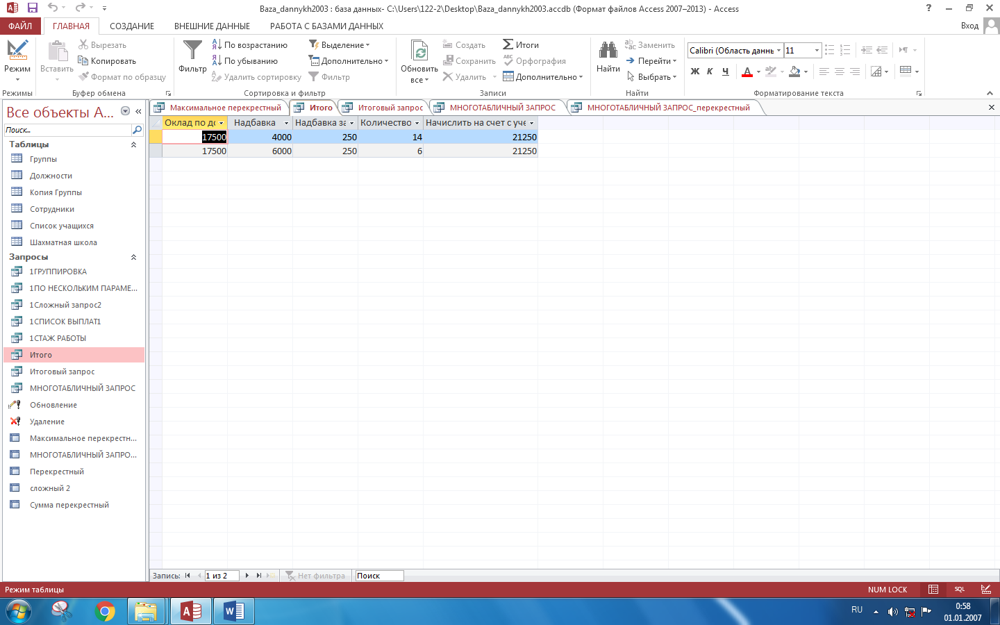 Baza_dannykh2003 : база данных- C:\Users\122-2\Desktop\Baza_dannykh2003.accdb (Формат файлов Access 2007–2013) - Access
ФАЙЛ ГЛАВНАЯ СОЗДАНИЕ ВНЕШНИЕ ДАННЫЕ РАБОТА С БАЗАМИ ДАННЫХ Вход
Режим
Режимы
Вставить
Вырезать
Копировать
Формат по образцу
Буфер обмена
Фильтр
По возрастанию
По убыванию
Удалить сортировку
Выделение
Дополнительно
Фильтр
Сортировка и фильтр
Обновить все
Создать
Сохранить
Удалить
Итоги
Орфография
Дополнительно
Записи
Найти
Заменить
Перейти
Выбрать
Найти
Calibri (Область данн 11
Ж К Ч
Форматирование текста
Все объекты A...
Поиск...
Таблицы
Группы
Должности
Копия Группы
Сотрудники
Список учащихся
Шахматная школа
Запросы
1ГРУППИРОВКА
1ПО НЕСКОЛЬКИМ ПАРАМЕ...
1Сложный запрос2
1СПИСОК ВЫПЛАТ1
1СТАЖ РАБОТЫ
Итого
Итоговый запрос
МНОГОТАБЛИЧНЫЙ ЗАПРОС
Обновление
Удаление
Максимальное перекрестн...
МНОГОТАБЛИЧНЫЙ ЗАПРО...
Перекрестный
сложный 2
Сумма перекрестный
Максимальное перекрестный Итого Итоговый запрос МНОГОТАБЛИЧНЫЙ ЗАПРОС МНОГОТАБЛИЧНЫЙ ЗАПРОС_перекрестный
Оклад по дс Надбавка Надбавка за Количество Начислить на счет с уче
17500 4000 250 14 21250
17500 6000 250 6 21250
Запись: 1 из 2 Нет фильтра Поиск
Режим таблицы NUM LOCK SQL
RU 0:58
01.01.2007